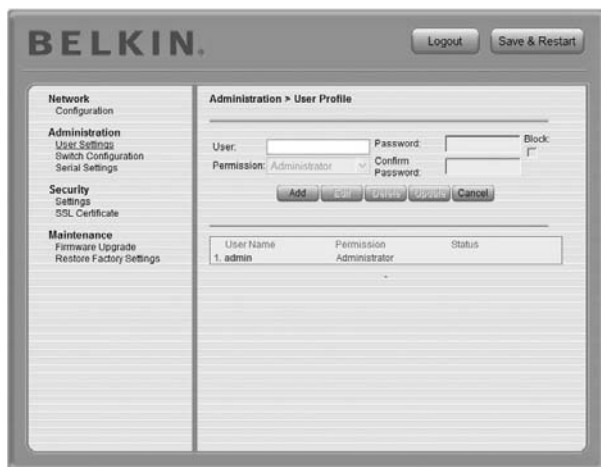 BELKIN.
Logout
Save & Restart
Network
Configuration
Administration
User Settings
Switch Configuration
Serial Settings
Security
Settings
SSL Certificate
Maintenance
Firmware Upgrade
Restore Factory Settings
Administration > User Profile
User:
Password:
Block:
Permission: Administrator
Confirm
Password:
Add Edit Delete Update Cancel
User Name Permission Status
1. admin Administrator